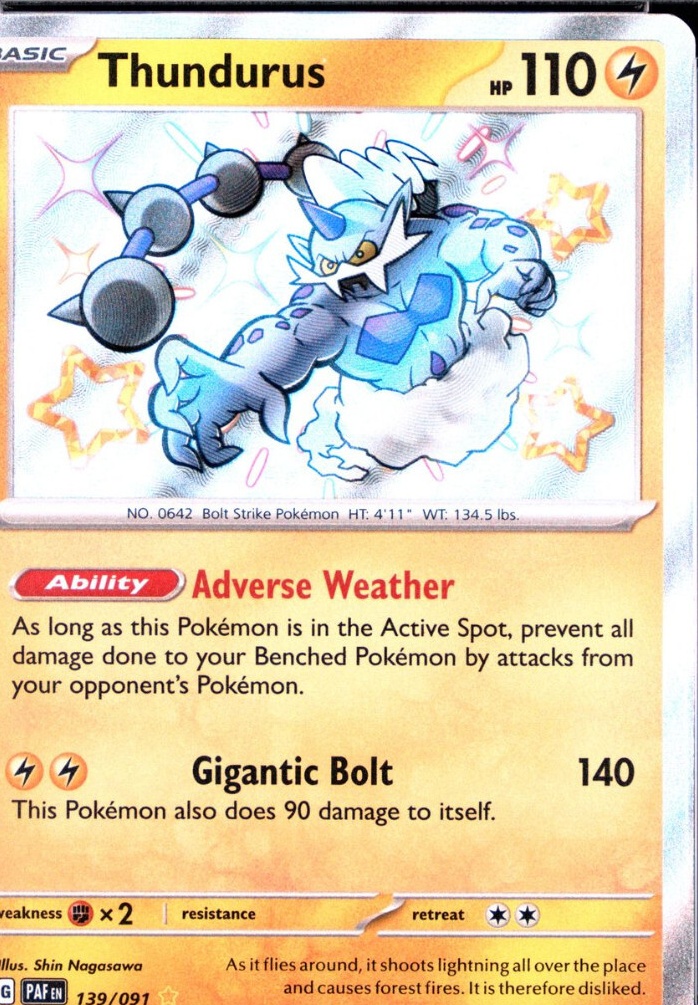 BASIC
Thundurus HP 110
NO. 0642 Bolt Strike Pokémon HT: 4'11" WT: 134.5 lbs.
Ability Adverse Weather
As long as this Pokémon is in the Active Spot, prevent all
damage done to your Benched Pokémon by attacks from
your opponent's Pokémon.
Gigantic Bolt 140
This Pokémon also does 90 damage to itself.
weakness ×2 resistance retreat
Illus. Shin Nagasawa
As it flies around, it shoots lightning all over the place
and causes forest fires. It is therefore disliked.
G PAF EN 139/091